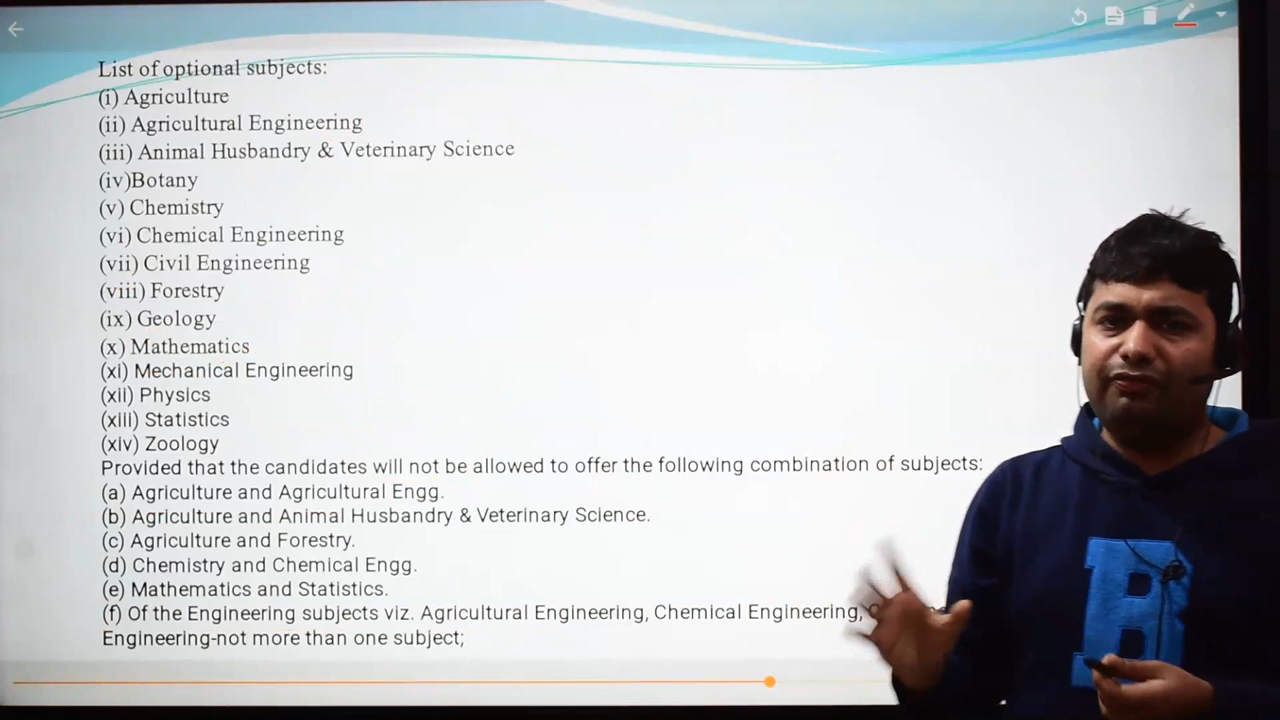 List of optional subjects:
(i) Agriculture
(ii) Agricultural Engineering
(iii) Animal Husbandry & Veterinary Science
(iv)Botany
(v) Chemistry
(vi) Chemical Engineering
(vii) Civil Engineering
(viii) Forestry
(ix) Geology
(x) Mathematics
(xi) Mechanical Engineering
(xii) Physics
(xiii) Statistics
(xiv) Zoology
Provided that the candidates will not be allowed to offer the following combination of subjects:
(a) Agriculture and Agricultural Engg.
(b) Agriculture and Animal Husbandry & Veterinary Science.
(c) Agriculture and Forestry.
(d) Chemistry and Chemical Engg.
(e) Mathematics and Statistics.
(f) Of the Engineering subjects viz. Agricultural Engineering, Chemical Engineering,
Engineering-not more than one subject;
B